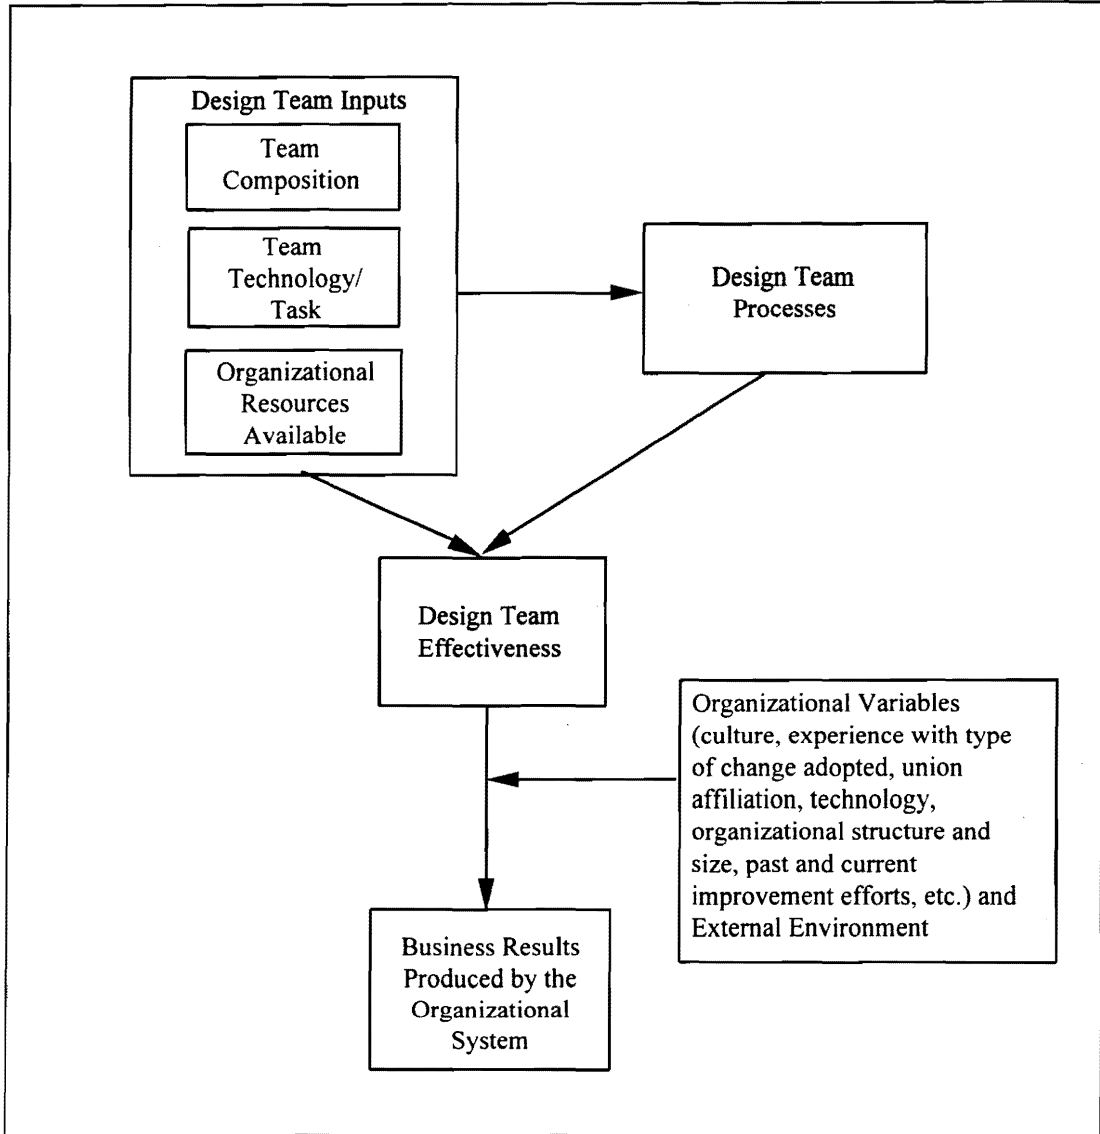 Design Team Inputs
Team
Composition
Team
Technology/
Task
Organizational
Resources
Available
Design Team
Processes
Design Team
Effectiveness
Organizational Variables
(culture, experience with type
of change adopted, union
affiliation, technology,
organizational structure and
size, past and current
improvement efforts, etc.) and
External Environment
Business Results
Produced by the
Organizational
System